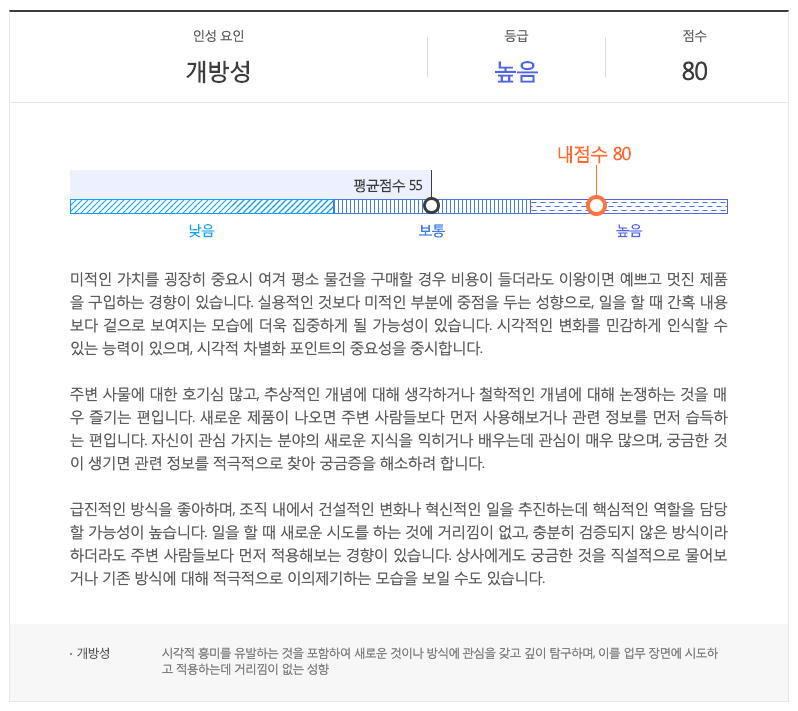 인성 요인
개방성
등급
높음
점수
80
내점수 80
평균점수 55
낮음
보통
높음
미적인 가치를 굉장히 중요시 여겨 평소 물건을 구매할 경우 비용이 들더라도 이왕이면 예쁘고 멋진 제품
을 구입하는 경향이 있습니다. 실용적인 것보다 미적인 부분에 중점을 두는 성향으로, 일을 할 때 간혹 내용
보다 겉으로 보여지는 모습에 더욱 집중하게 될 가능성이 있습니다. 시각적인 변화를 민감하게 인식할 수
있는 능력이 있으며, 시각적 차별화 포인트의 중요성을 중시합니다.
주변 사물에 대한 호기심 많고, 추상적인 개념에 대해 생각하거나 철학적인 개념에 대해 논쟁하는 것을 매
우 즐기는 편입니다. 새로운 제품이 나오면 주변 사람들보다 먼저 사용해보거나 관련 정보를 먼저 습득하
는 편입니다. 자신이 관심 가지는 분야의 새로운 지식을 익히거나 배우는데 관심이 매우 많으며, 궁금한 것
이 생기면 관련 정보를 적극적으로 찾아 궁금증을 해소하려 합니다.
급진적인 방식을 좋아하며, 조직 내에서 건설적인 변화나 혁신적인 일을 추진하는데 핵심적인 역할을 담당
할 가능성이 높습니다. 일을 할 때 새로운 시도를 하는 것에 거리낌이 없고, 충분히 검증되지 않은 방식이라
하더라도 주변 사람들보다 먼저 적용해보는 경향이 있습니다. 상사에게도 궁금한 것을 직설적으로 물어보
거나 기존 방식에 대해 적극적으로 이의제기하는 모습을 보일 수도 있습니다.
· 개방성
시각적 흥미를 유발하는 것을 포함하여 새로운 것이나 방식에 관심을 갖고 깊이 탐구하며, 이를 업무 장면에 시도하
고 적용하는데 거리낌이 없는 성향